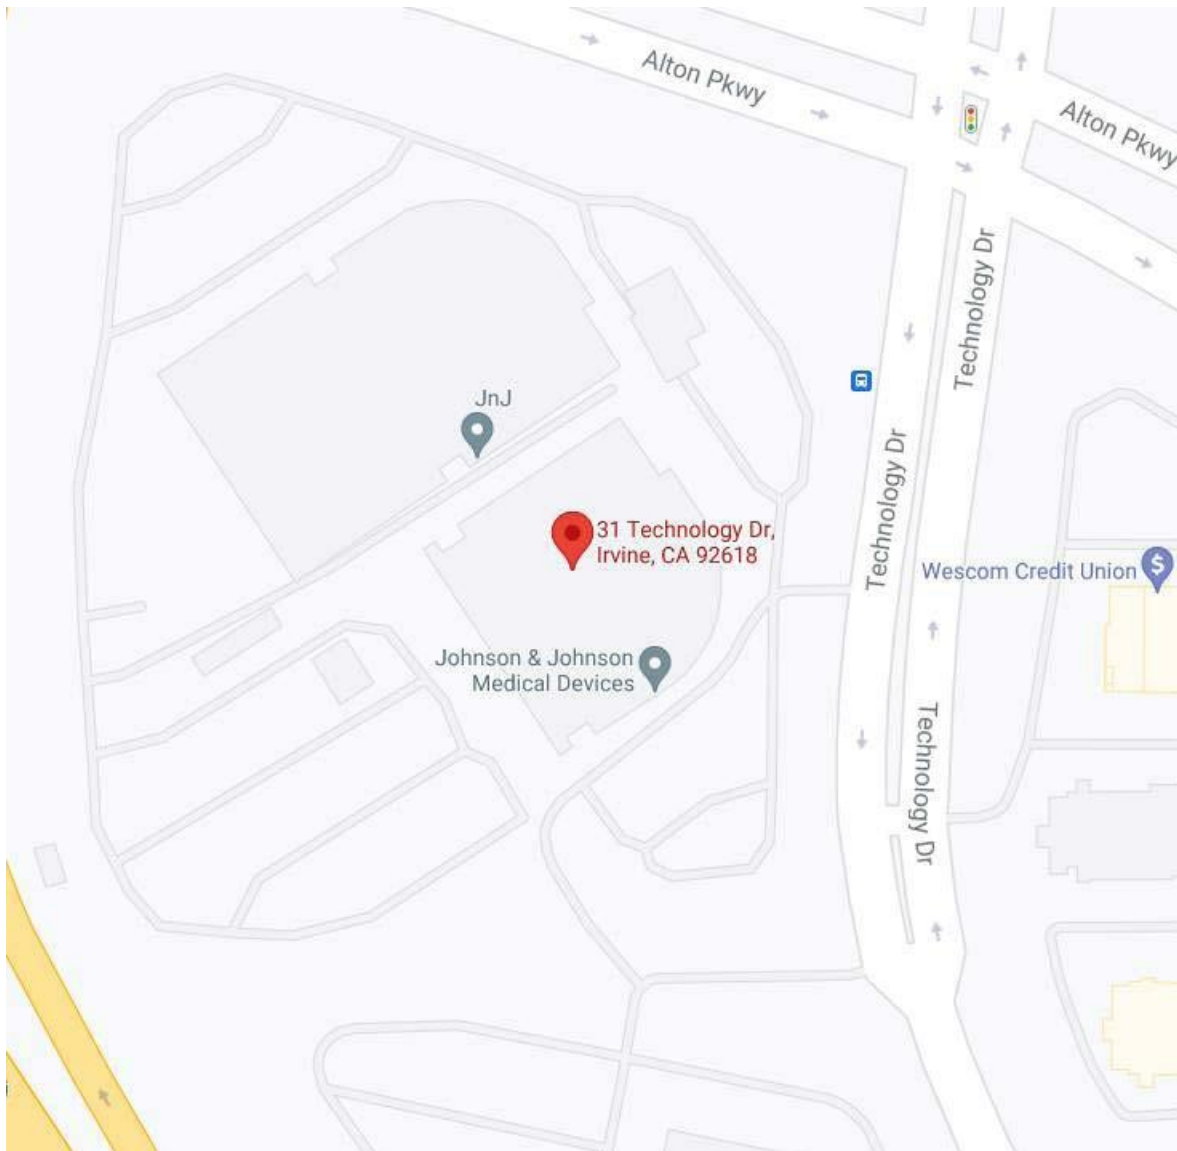 Alton Pkwy
Alton Pkwy
Technology Dr
JnJ
Technology Dr
31 Technology Dr,
Irvine, CA 92618
Wescom Credit Union
$
Johnson & Johnson
Medical Devices
Technology Dr